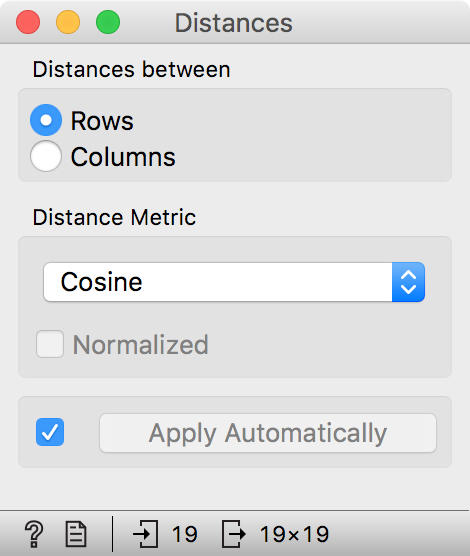 Distances
Distances between
Rows
Columns
Distance Metric
Cosine
Normalized
Apply Automatically
? 19 19×19